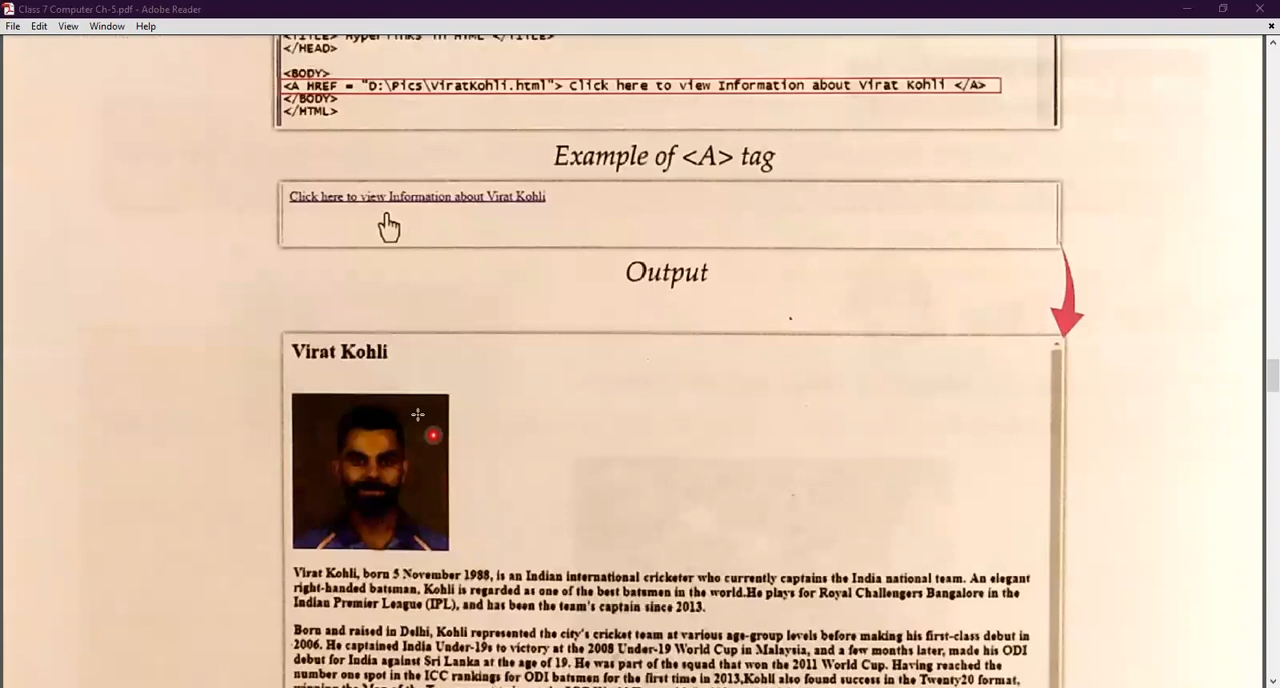 Class 7 Computer Ch-5.pdf - Adobe Reader
File Edit View Window Help
<TITLE> HyperLinks in HTML </TITLE>
</HEAD>
<BODY>
<A HREF = "D:\Pics\ViratKohli.html"> Click here to view Information about Virat Kohli </A>
</BODY>
</HTML>
Example of <A> tag
Click here to view Information about Virat Kohli
Output
Virat Kohli
Virat Kohli, born 5 November 1988, is an Indian international cricketer who currently captains the India national team. An elegant
right-handed batsman, Kohli is regarded as one of the best batsmen in the world.He plays for Royal Challengers Bangalore in the
Indian Premier League (IPL), and has been the team's captain since 2013.
Born and raised in Delhi, Kohli represented the city's cricket team at various age-group levels before making his first-class debut in
2006. He captained India Under-19s to victory at the 2008 Under-19 World Cup in Malaysia, and a few months later, made his ODI
debut for India against Sri Lanka at the age of 19. He was part of the squad that won the 2011 World Cup. Having reached the
number one spot in the ICC rankings for ODI batsmen for the first time in 2013,Kohli also found success in the Twenty20 format,